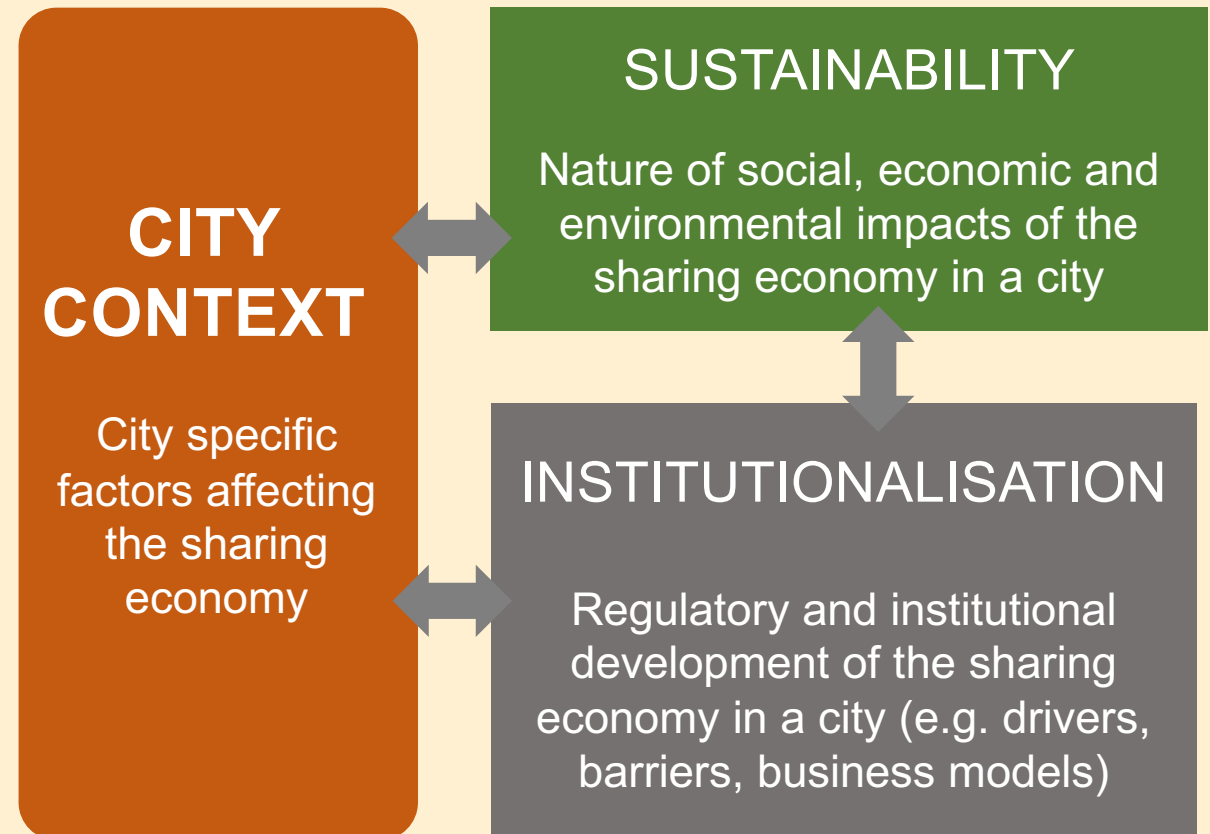 CITY
CONTEXT
City specific
factors affecting
the sharing
economy
SUSTAINABILITY
Nature of social, economic and
environmental impacts of the
sharing economy in a city
INSTITUTIONALISATION
Regulatory and institutional
development of the sharing
economy in a city (e.g. drivers,
barriers, business models)